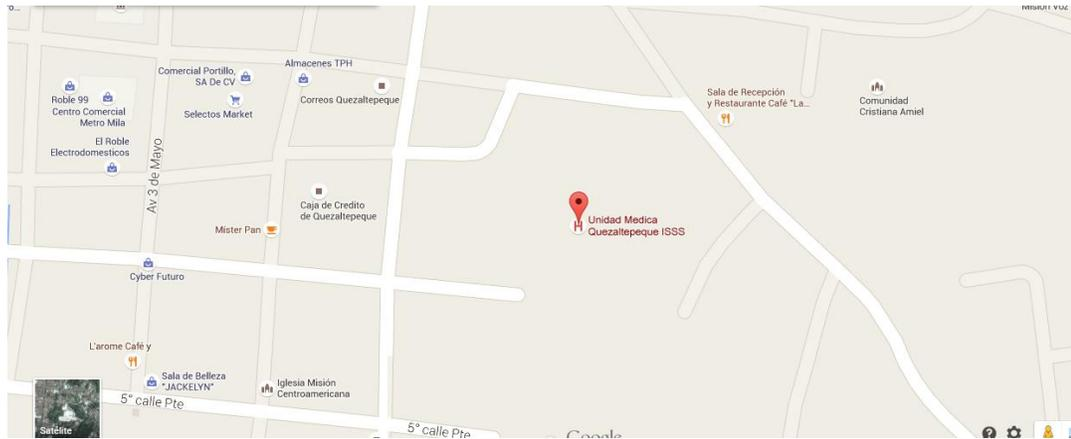 Comercial Portillo,
SA De CV
Almacenes TPH
Roble 99
Centro Comercial
Metro Mila
Selectos Market
Correos Quezaltepeque
Sala de Recepción
y Restaurante Café "La...
Comunidad
Cristiana Amiel
El Roble
Electrodomesticos
Av 3 de Mayo
Caja de Credito
de Quezaltepeque
Míster Pan
Unidad Medica
Quezaltepeque ISSS
Cyber Futuro
L'arome Café y
Sala de Belleza
"JACKELYN"
Iglesia Misión
Centroamericana
5° calle Pte
5° calle Pte
Satélite
Google